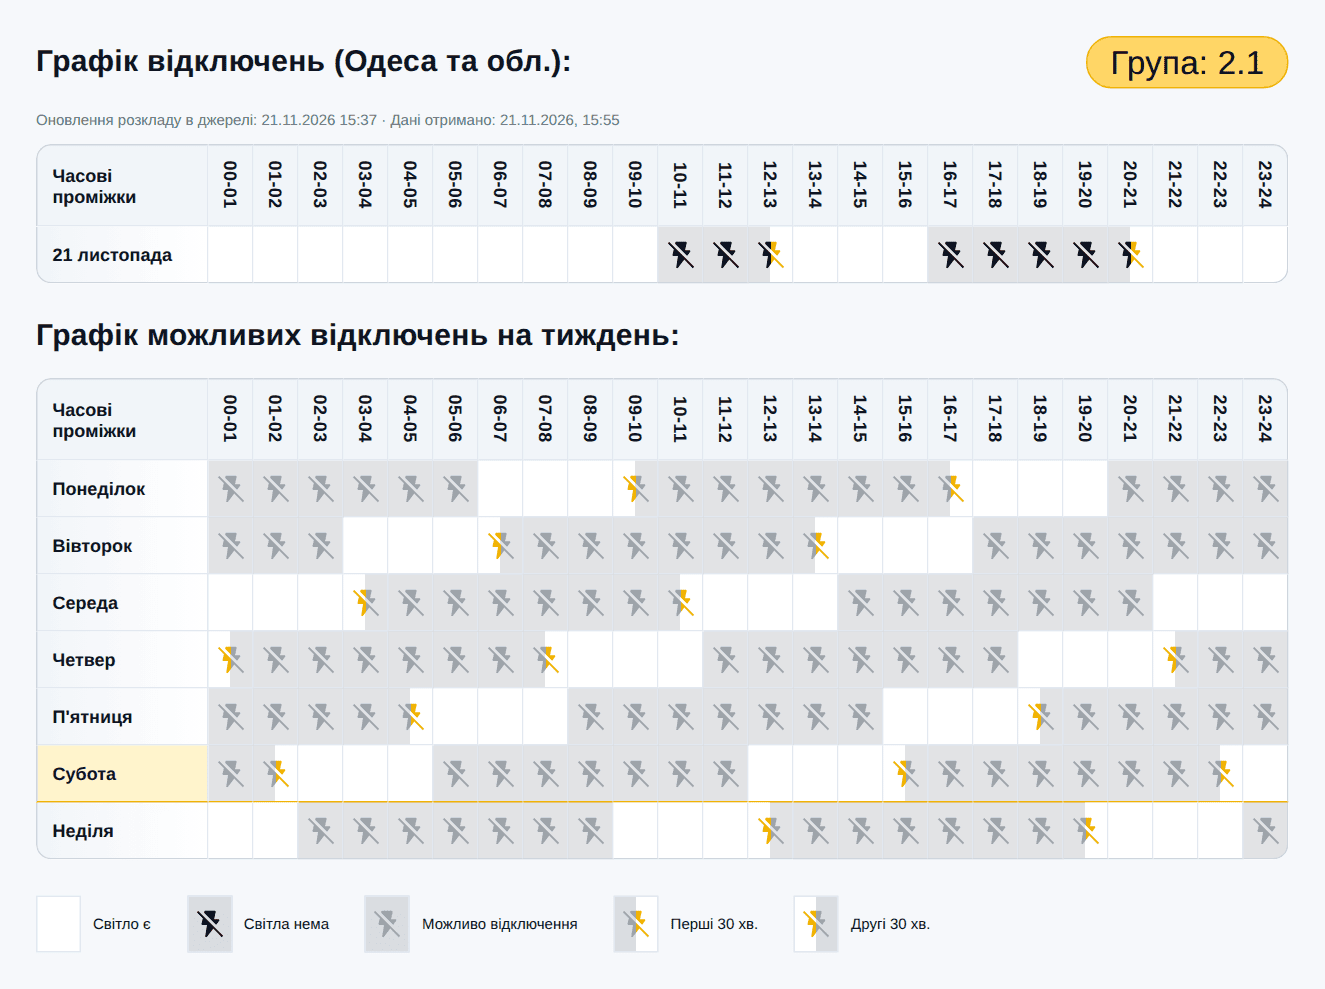 Графік відключень (Одеса та обл.):
Група: 2.1
Оновлення розкладу в джерелі: 21.11.2026 15:37 · Дані отримано: 21.11.2026, 15:55
Часові
проміжки
00-01 01-02 02-03 03-04 04-05 05-06 06-07 07-08 08-09 09-10 10-11 11-12 12-13 13-14 14-15 15-16 16-17 17-18 18-19 19-20 20-21 21-22 22-23 23-24
21 листопада
Графік можливих відключень на тиждень:
Часові
проміжки
00-01 01-02 02-03 03-04 04-05 05-06 06-07 07-08 08-09 09-10 10-11 11-12 12-13 13-14 14-15 15-16 16-17 17-18 18-19 19-20 20-21 21-22 22-23 23-24
Понеділок
Вівторок
Середа
Четвер
П'ятниця
Субота
Неділя
Світло є
Світла нема
Можливо відключення
Перші 30 хв.
Другі 30 хв.